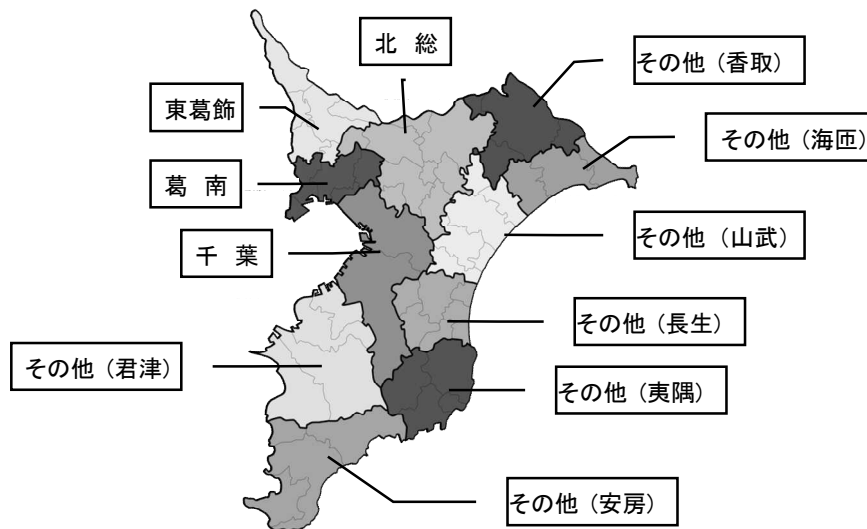 北 総
その他（香取）
東葛飾
その他（海匝）
葛 南
その他（山武）
千 葉
その他（長生）
その他（君津）
その他（夷隅）
その他（安房）